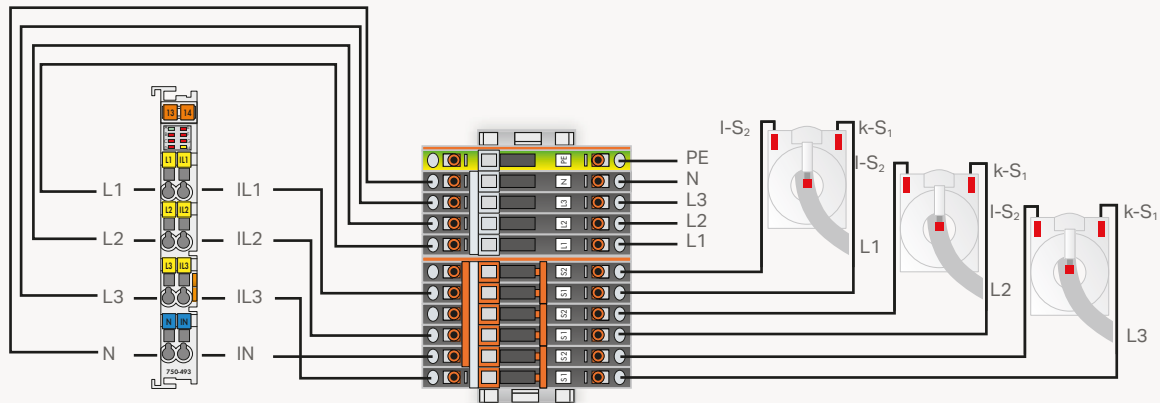 13 14
L1 IL1
L1 IL1
L2 IL2
L2 IL2
L3 IL3
L3 IL3
N IN
N IN
750-493
PE PE
N N
L3 L3
L2 L2
L1 L1
S2
S1
S2
S1
S2
S1
l-S₂ k-S₁
L1
l-S₂ k-S₁
L2
l-S₂ k-S₁
L3